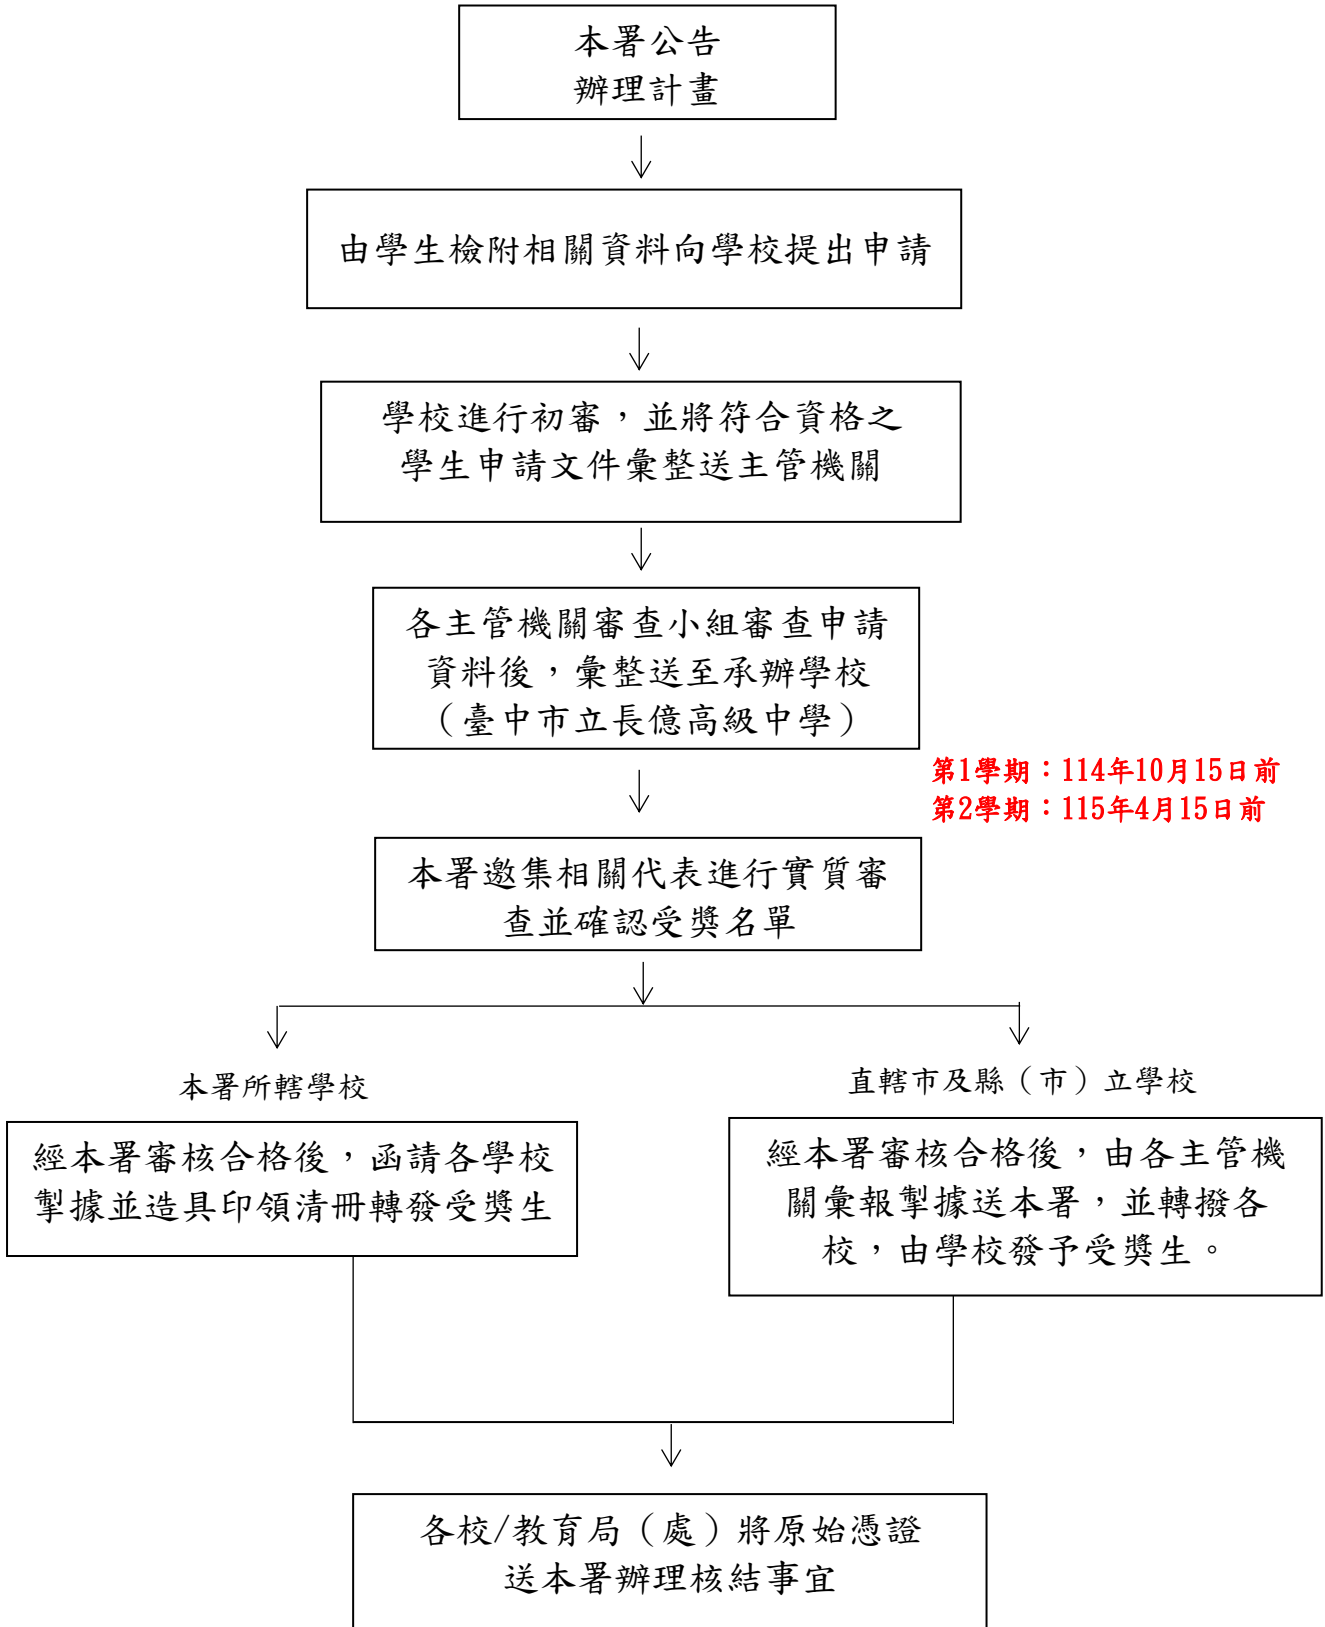 本署公告
辦理計畫
由學生檢附相關資料向學校提出申請
學校進行初審，並將符合資格之
學生申請文件彙整送主管機關
各主管機關審查小組審查申請
資料後，彙整送至承辦學校
（臺中市立長億高級中學）
第1學期：114年10月15日前
第2學期：115年4月15日前
本署邀集相關代表進行實質審
查並確認受獎名單
本署所轄學校
經本署審核合格後，函請各學校
掣據並造具印領清冊轉發受獎生
直轄市及縣（市）立學校
經本署審核合格後，由各主管機
關彙報掣據送本署，並轉撥各
校，由學校發予受獎生。
各校/教育局（處）將原始憑證
送本署辦理核結事宜